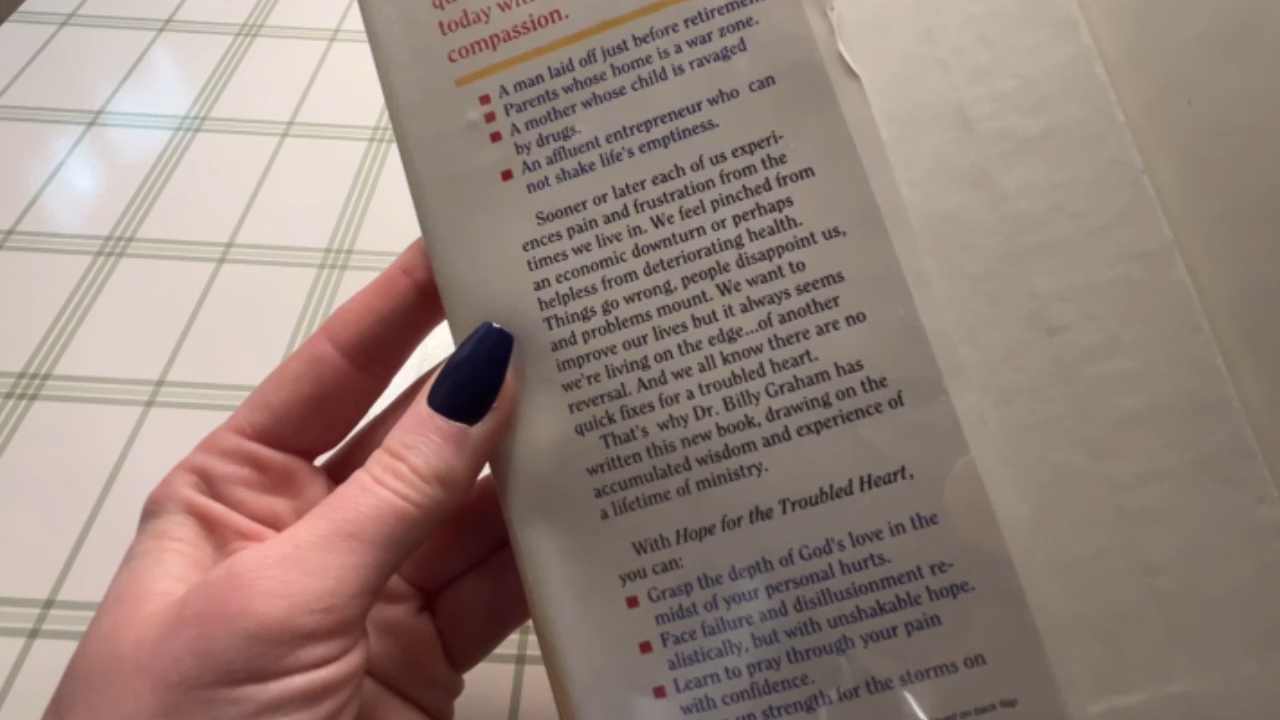 today
compassion.
A man laid off just before retirement
Parents whose home is a war zone.
A mother whose child is ravaged
by drugs.
An affluent entrepreneur who can
not shake life's emptiness.
Sooner or later each of us experi-
ences pain and frustration from the
times we live in. We feel pinched from
an economic downturn or perhaps
helpless from deteriorating health.
Things go wrong, people disappoint us,
and problems mount. We want to
improve our lives but it always seems
we're living on the edge...of another
reversal. And we all know there are no
quick fixes for a troubled heart.
That's why Dr. Billy Graham has
written this new book, drawing on the
accumulated wisdom and experience of
a lifetime of ministry.
With Hope for the Troubled Heart,
you can:
Grasp the depth of God's love in the
midst of your personal hurts.
Face failure and disillusionment re-
alistically, but with unshakable hope.
Learn to pray through your pain
with confidence.
up strength for the storms on
on back flap